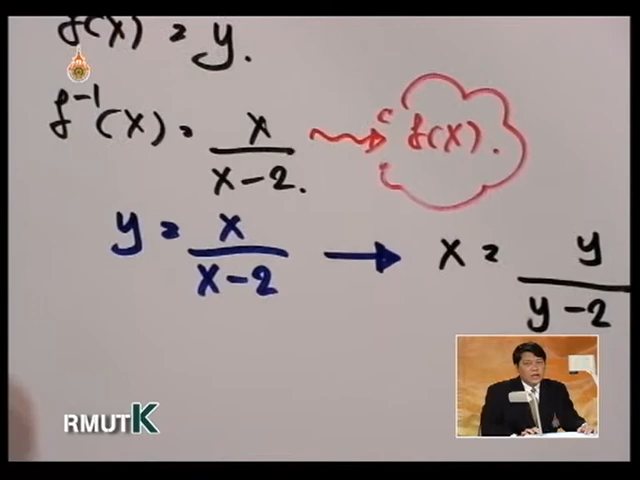 f(x) = y.
f⁻¹(x) = x/(x-2). f(x).
y = x/(x-2) → x = y/(y-2)
RMUTK